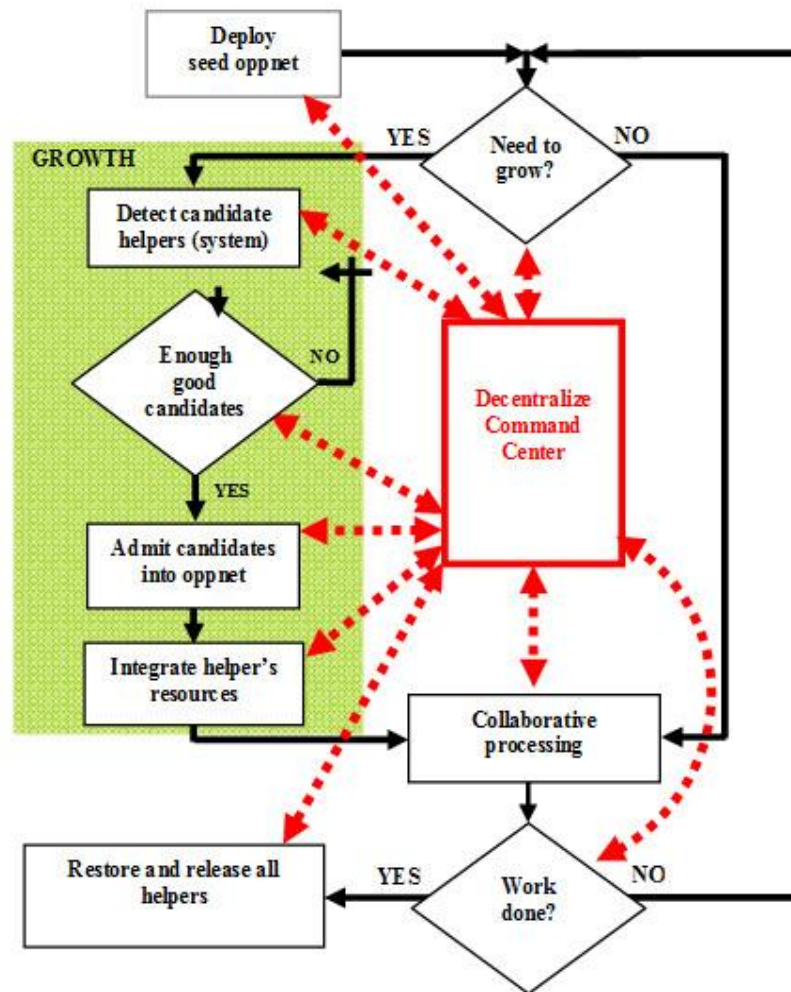 Deploy
seed oppnet
YES
Need to
grow?
NO
GROWTH
Detect candidate
helpers (system)
Enough
good
candidates
NO
Decentralize
Command
Center
YES
Admit candidates
into oppnet
Integrate helper's
resources
Collaborative
processing
Restore and release all
helpers
YES
Work
done?
NO